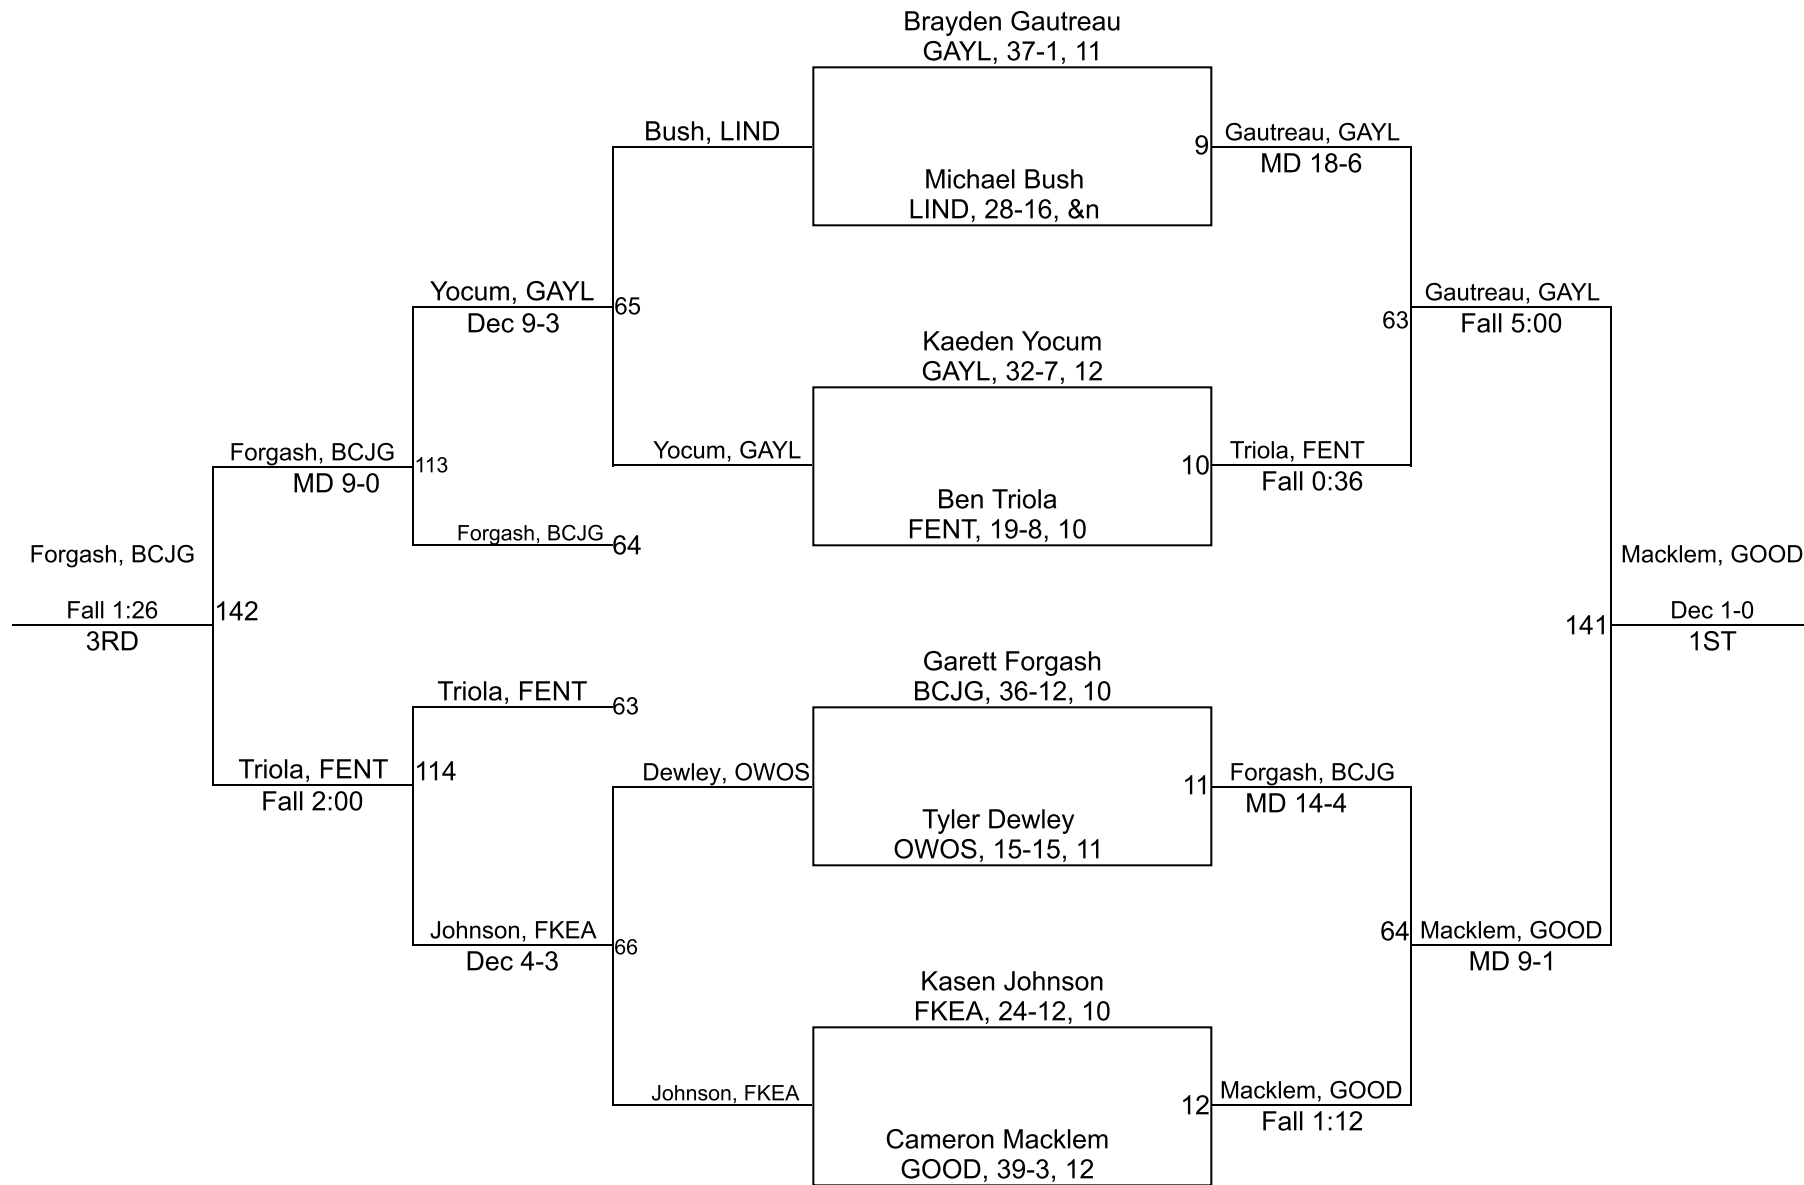 Brayden Gautreau
GAYL, 37-1, 11
Bush, LIND
9
Gautreau, GAYL
MD 18-6
Michael Bush
LIND, 28-16, &n
Yocum, GAYL
Dec 9-3
65
63
Gautreau, GAYL
Fall 5:00
Kaeden Yocum
GAYL, 32-7, 12
Forgash, BCJG
MD 9-0
113
Yocum, GAYL
10
Triola, FENT
Fall 0:36
Ben Triola
FENT, 19-8, 10
Forgash, BCJG
64
Forgash, BCJG
Fall 1:26
3RD
142
Macklem, GOOD
Dec 1-0
1ST
141
Garett Forgash
BCJG, 36-12, 10
Triola, FENT
63
Triola, FENT
Fall 2:00
114
Dewley, OWOS
11
Forgash, BCJG
MD 14-4
Tyler Dewley
OWOS, 15-15, 11
Johnson, FKEA
Dec 4-3
66
64
Macklem, GOOD
MD 9-1
Kasen Johnson
FKEA, 24-12, 10
Johnson, FKEA
12
Macklem, GOOD
Fall 1:12
Cameron Macklem
GOOD, 39-3, 12